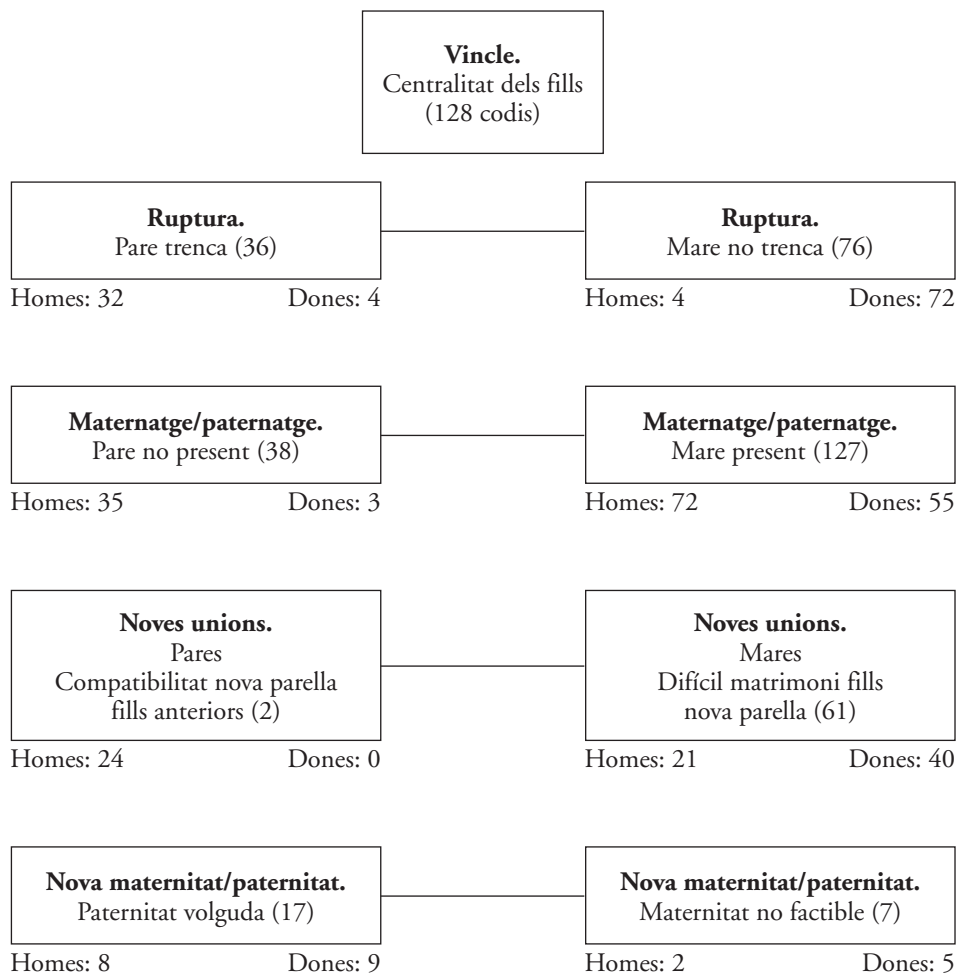 Vincle.
Centralitat dels fills
(128 codis)
Ruptura.
Pare trenca (36)
Ruptura.
Mare no trenca (76)
Homes: 32 Dones: 4
Homes: 4 Dones: 72
Maternatge/paternatge.
Pare no present (38)
Maternatge/paternatge.
Mare present (127)
Homes: 35 Dones: 3
Homes: 72 Dones: 55
Noves unions.
Pares
Compatibilitat nova parella
fills anteriors (2)
Noves unions.
Mares
Difícil matrimoni fills
nova parella (61)
Homes: 24 Dones: 0
Homes: 21 Dones: 40
Nova maternitat/paternitat.
Paternitat volguda (17)
Nova maternitat/paternitat.
Maternitat no factible (7)
Homes: 8 Dones: 9
Homes: 2 Dones: 5